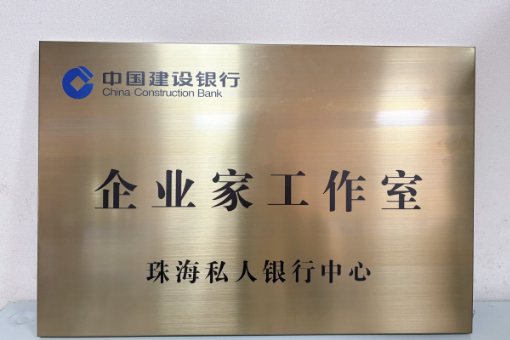 中国建设银行
China Construction Bank
企业家工作室
珠海私人银行中心